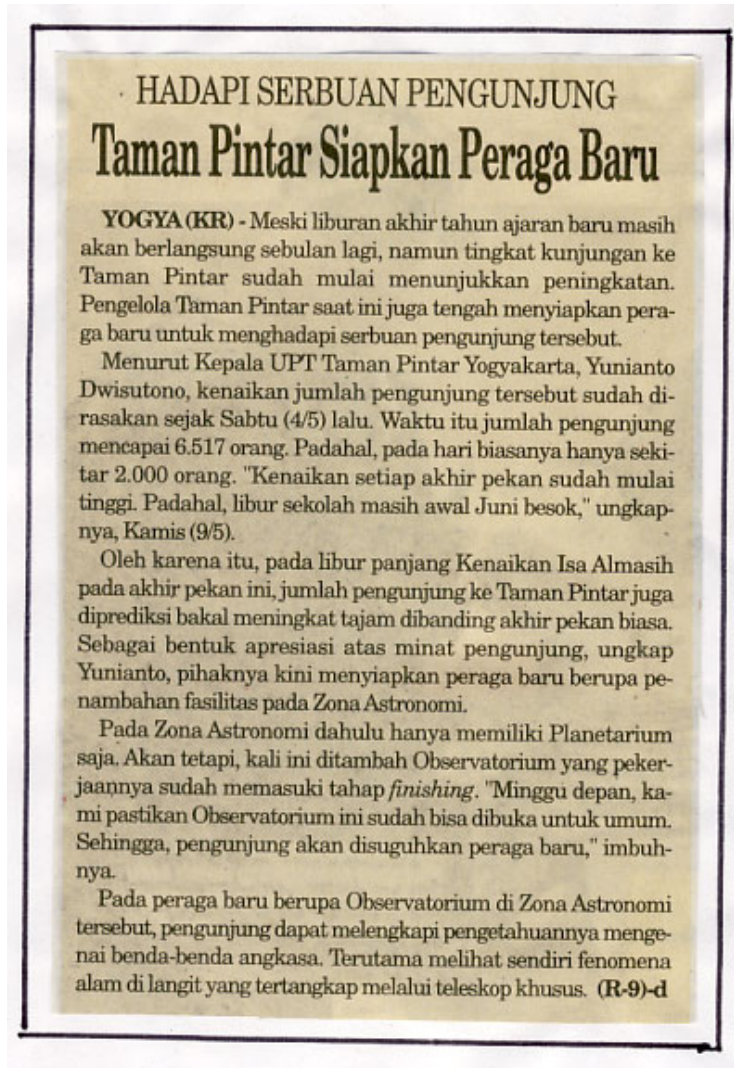 HADAPI SERBUAN PENGUNJUNG
Taman Pintar Siapkan Peraga Baru
YOGYA (KR) - Meski liburan akhir tahun ajaran baru masih
akan berlangsung sebulan lagi, namun tingkat kunjungan ke
Taman Pintar sudah mulai menunjukkan peningkatan.
Pengelola Taman Pintar saat ini juga tengah menyiapkan pera-
ga baru untuk menghadapi serbuan pengunjung tersebut.
Menurut Kepala UPT Taman Pintar Yogyakarta, Yunianto
Dwisutono, kenaikan jumlah pengunjung tersebut sudah di-
rasakan sejak Sabtu (4/5) lalu. Waktu itu jumlah pengunjung
mencapai 6.517 orang. Padahal, pada hari biasanya hanya seki-
tar 2.000 orang. "Kenaikan setiap akhir pekan sudah mulai
tinggi. Padahal, libur sekolah masih awal Juni besok," ungkap-
nya, Kamis (9/5).
Oleh karena itu, pada libur panjang Kenaikan Isa Almasih
pada akhir pekan ini, jumlah pengunjung ke Taman Pintar juga
diprediksi bakal meningkat tajam dibanding akhir pekan biasa.
Sebagai bentuk apresiasi atas minat pengunjung, ungkap
Yunianto, pihaknya kini menyiapkan peraga baru berupa pe-
nambahan fasilitas pada Zona Astronomi.
Pada Zona Astronomi dahulu hanya memiliki Planetarium
saja. Akan tetapi, kali ini ditambah Observatorium yang peker-
jaannya sudah memasuki tahap finishing. "Minggu depan, ka-
mi pastikan Observatorium ini sudah bisa dibuka untuk umum.
Sehingga, pengunjung akan disuguhkan peraga baru," imbuh-
nya.
Pada peraga baru berupa Observatorium di Zona Astronomi
tersebut, pengunjung dapat melengkapi pengetahuannya menge-
nai benda-benda angkasa. Terutama melihat sendiri fenomena
alam di langit yang tertangkap melalui teleskop khusus. (R-9)-d